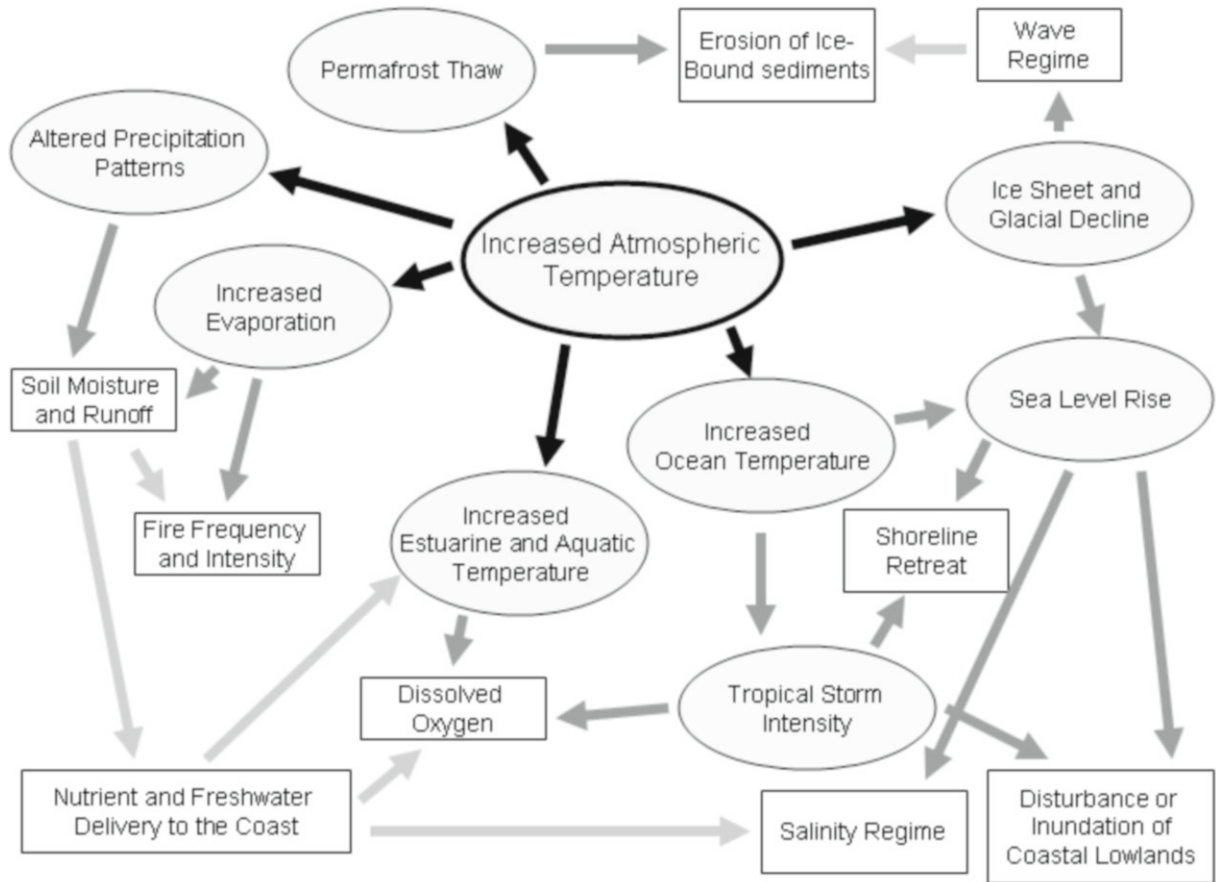 Permafrost Thaw
Erosion of Ice-
Bound sediments
Wave
Regime
Altered Precipitation
Patterns
Ice Sheet and
Glacial Decline
Increased Atmospheric
Temperature
Increased
Evaporation
Soil Moisture
and Runoff
Sea Level Rise
Increased
Ocean Temperature
Fire Frequency
and Intensity
Increased
Estuarine and Aquatic
Temperature
Shoreline
Retreat
Dissolved
Oxygen
Tropical Storm
Intensity
Nutrient and Freshwater
Delivery to the Coast
Salinity Regime
Disturbance or
Inundation of
Coastal Lowlands